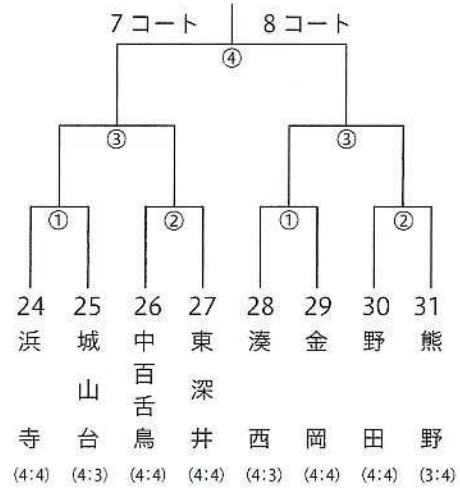 7コート 8コート
④
③ ③
① ② ① ②
24 25 26 27 28 29 30 31
浜寺 城山台 中百舌鳥 東深井 湊西 金岡 野田 熊野
(4:4) (4:3) (4:4) (4:4) (4:3) (4:4) (4:4) (3:4)